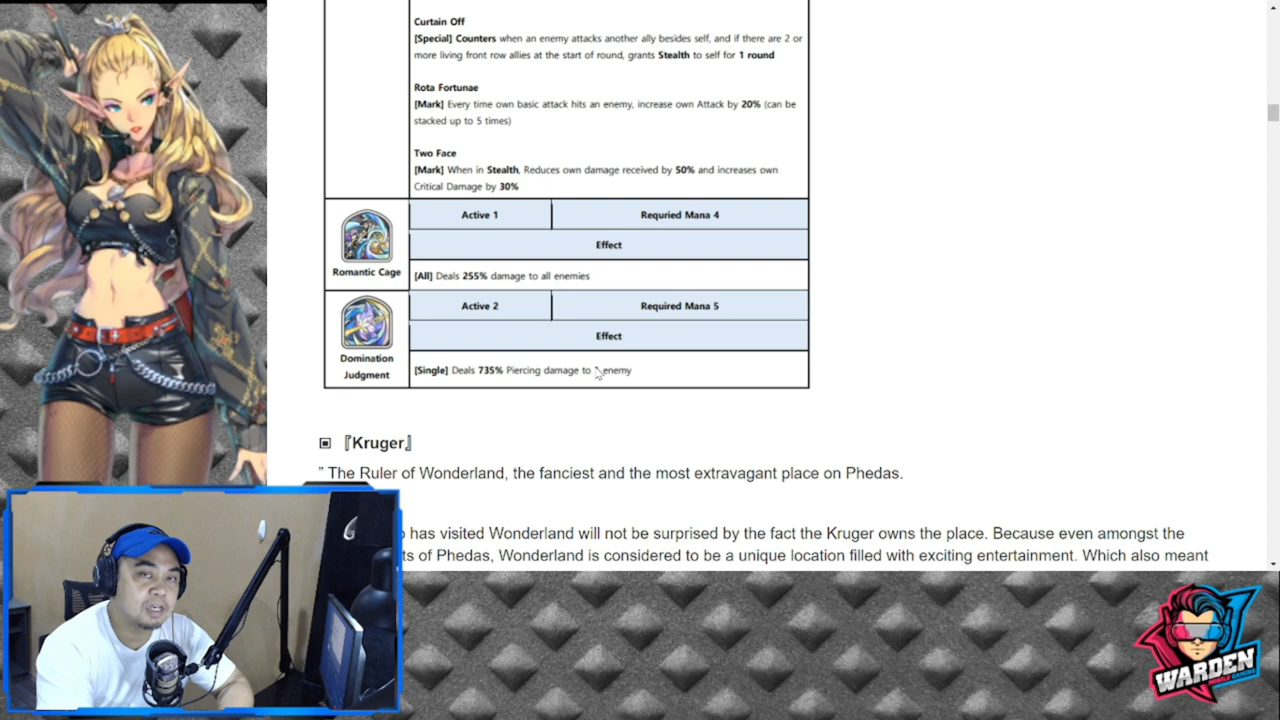 Curtain Off
[Special] Counters when an enemy attacks another ally besides self, and if there are 2 or
more living front row allies at the start of round, grants Stealth to self for 1 round
Rota Fortunae
[Mark] Every time own basic attack hits an enemy, increase own Attack by 20% (can be
stacked up to 5 times)
Two Face
[Mark] When in Stealth, Reduces own damage received by 50% and increases own
Critical Damage by 30%
Active 1
Requried Mana 4
Effect
Romantic Cage
[All] Deals 255% damage to all enemies
Active 2
Required Mana 5
Effect
Domination
Judgment
[Single] Deals 735% Piercing damage to enemy
▣ 『Kruger』
" The Ruler of Wonderland, the fanciest and the most extravagant place on Phedas.
has visited Wonderland will not be surprised by the fact the Kruger owns the place. Because even amongst the
ts of Phedas, Wonderland is considered to be a unique location filled with exciting entertainment. Which also meant
WARDEN
MOBILE GAMING